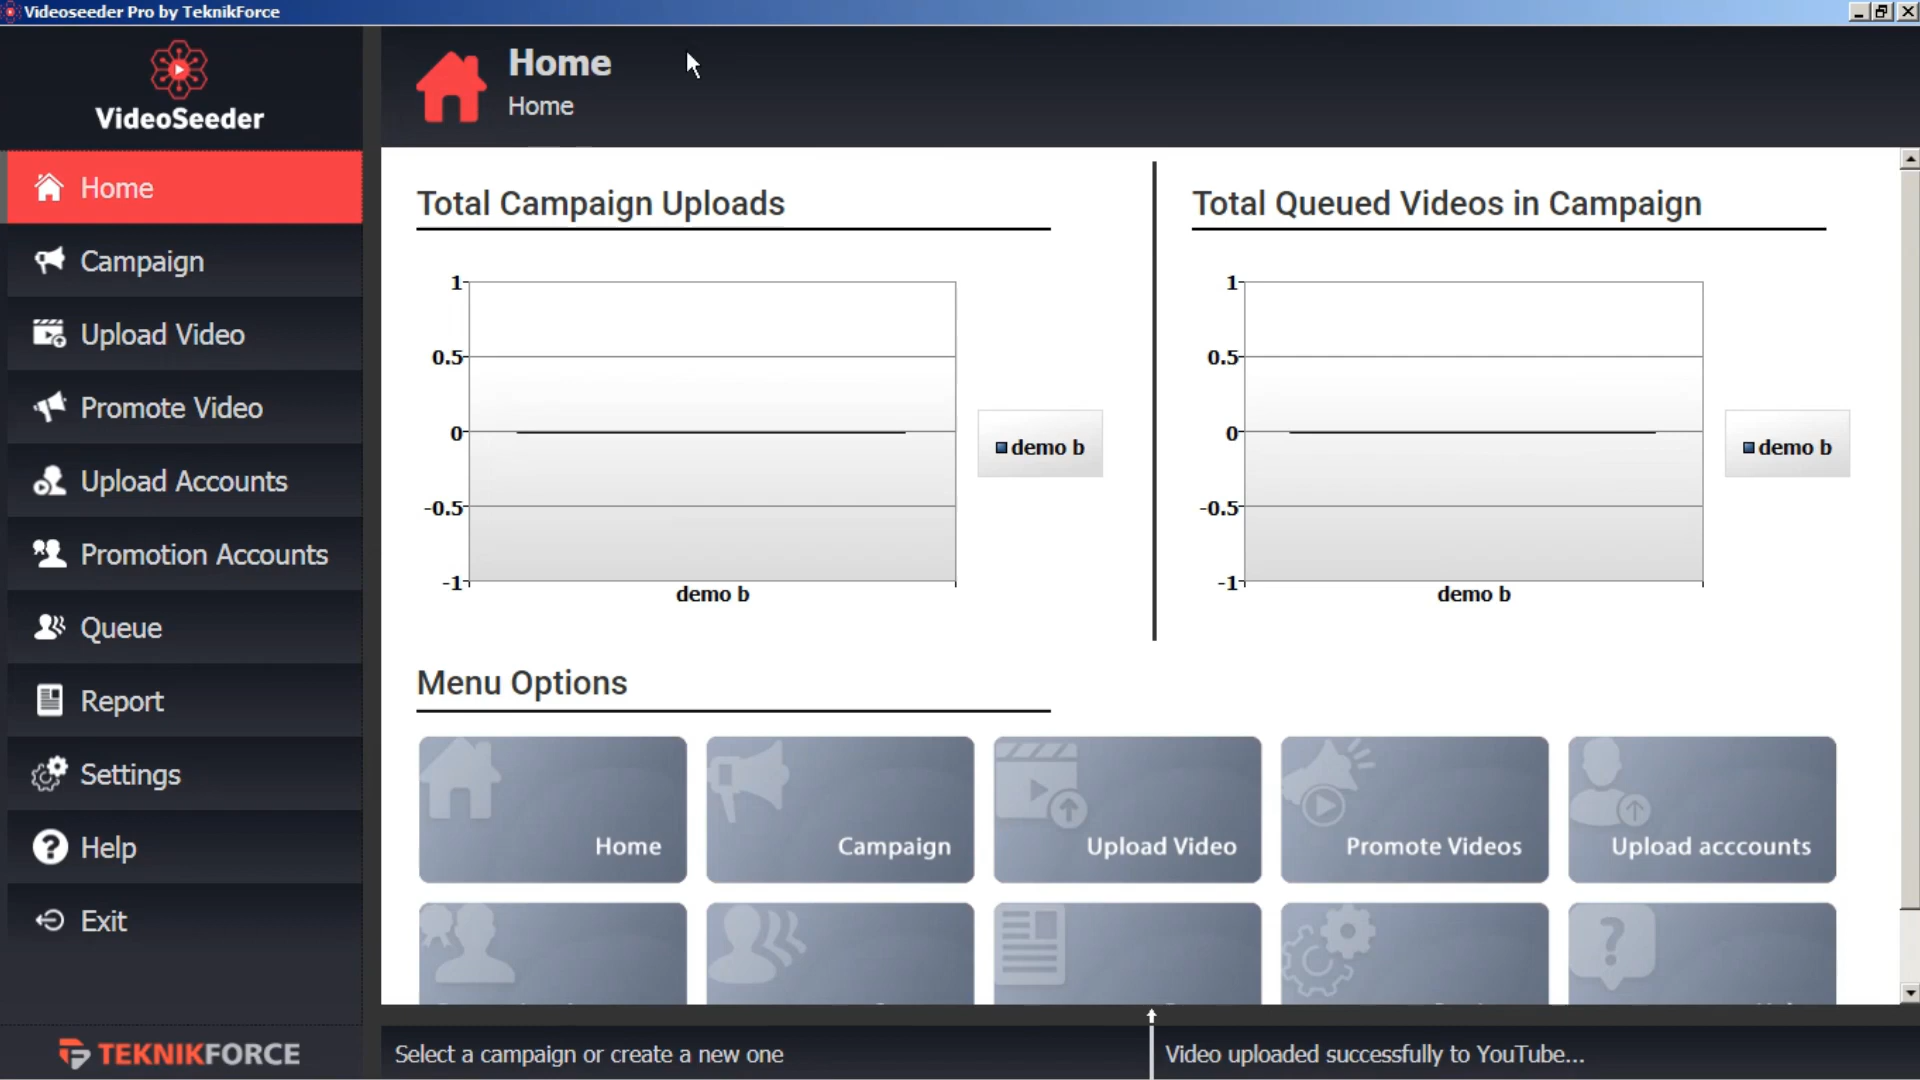 Videoseeder Pro by TeknikForce
VideoSeeder
Home
Campaign
Upload Video
Promote Video
Upload Accounts
Promotion Accounts
Queue
Report
Settings
Help
Exit
TEKNIKFORCE
Home
Home
Total Campaign Uploads
1
0.5
0
-0.5
-1
demo b
demo b
Total Queued Videos in Campaign
1
0.5
0
-0.5
-1
demo b
demo b
Menu Options
Home
Campaign
Upload Video
Promote Videos
Upload acccounts
Select a campaign or create a new one
Video uploaded successfully to YouTube...